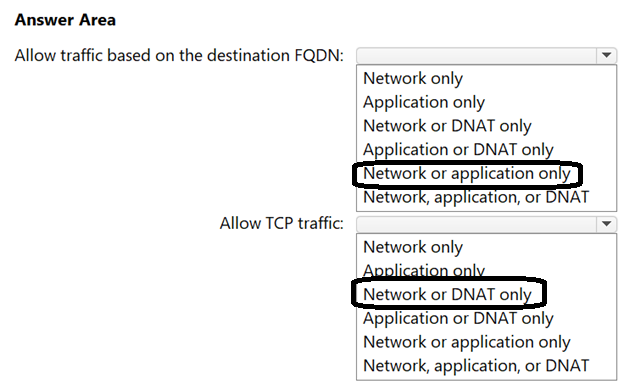 Answer Area
Allow traffic based on the destination FQDN:
Network only
Application only
Network or DNAT only
Application or DNAT only
Network or application only
Network, application, or DNAT
Allow TCP traffic:
Network only
Application only
Network or DNAT only
Application or DNAT only
Network or application only
Network, application, or DNAT